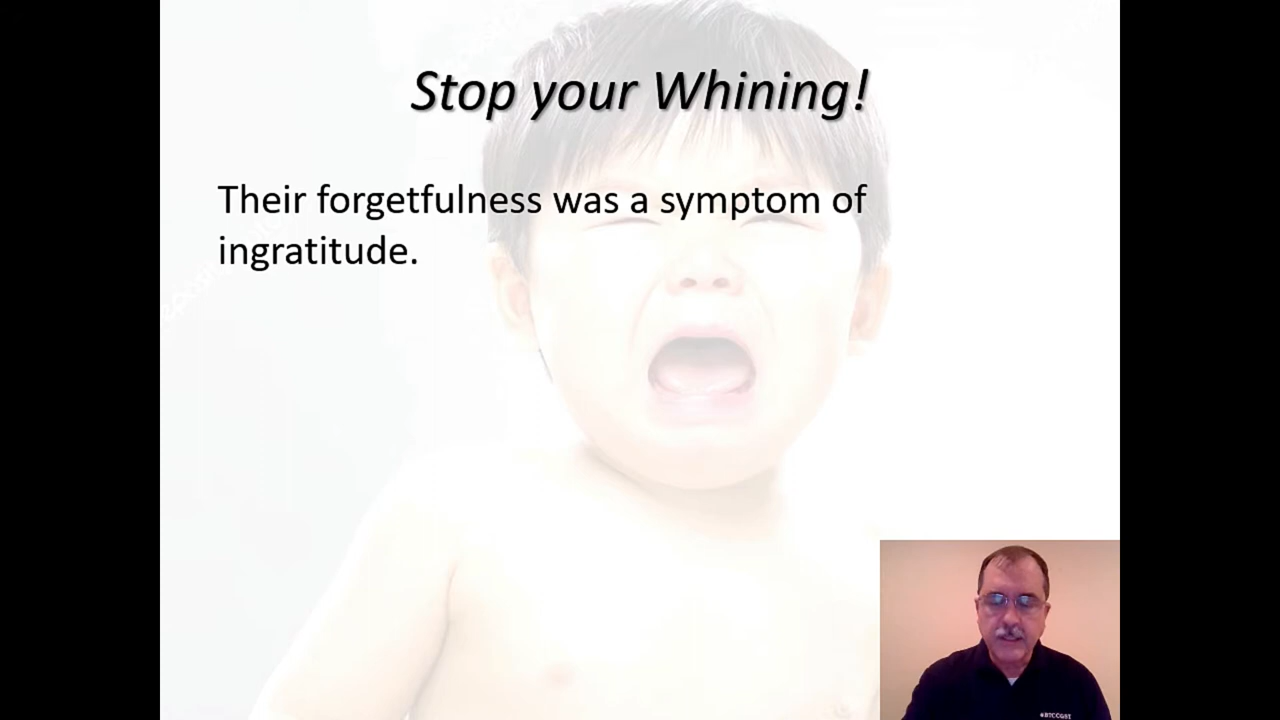 Stop your Whining!
Their forgetfulness was a symptom of
ingratitude.